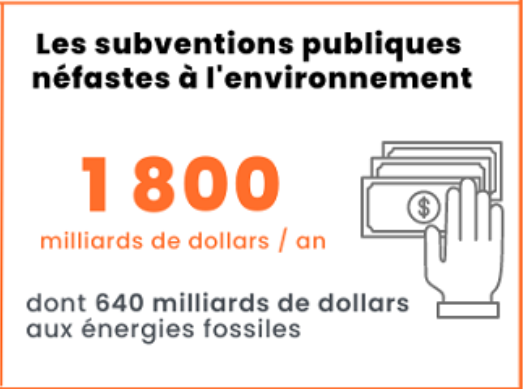 Les subventions publiques
néfastes à l'environnement
1 800
milliards de dollars / an
$
dont 640 milliards de dollars
aux énergies fossiles